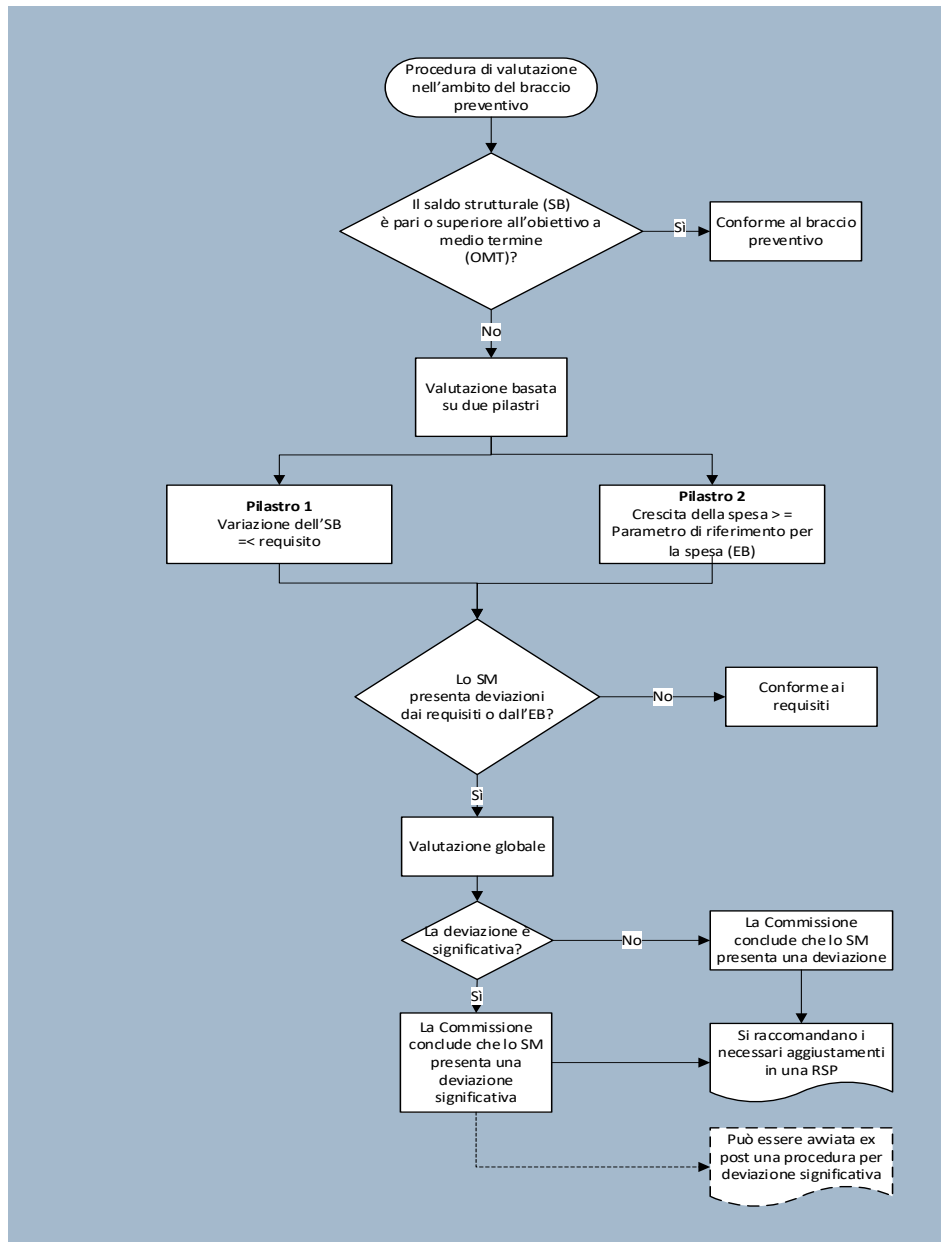 Procedura di valutazione
nell'ambito del braccio
preventivo
Il saldo strutturale (SB)
è pari o superiore all'obiettivo a
medio termine
(OMT)?
Sì
Conforme al braccio
preventivo
No
Valutazione basata
su due pilastri
Pilastro 1
Variazione dell'SB
=< requisito
Pilastro 2
Crescita della spesa > =
Parametro di riferimento per
la spesa (EB)
Lo SM
presenta deviazioni
dai requisiti o dall'EB?
No
Conforme ai
requisiti
Sì
Valutazione globale
La deviazione è
significativa?
No
La Commissione
conclude che lo SM
presenta una deviazione
Sì
La Commissione
conclude che lo SM
presenta una
deviazione
significativa
Si raccomandano i
necessari aggiustamenti
in una RSP
Può essere avviata ex
post una procedura per
deviazione significativa